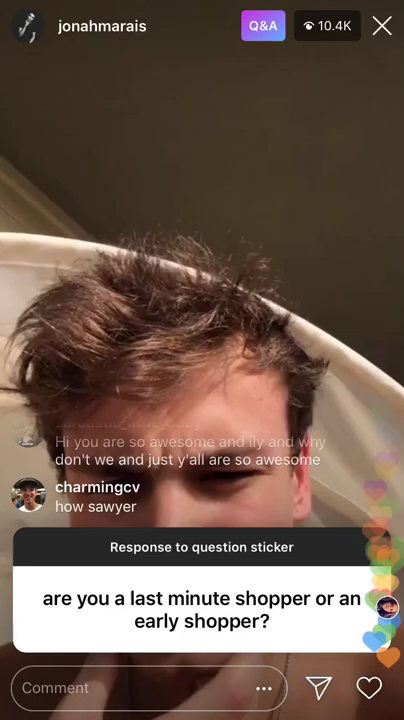 jonahmarais
Q&A
10.4K
Hi you are so awesome and ily and why
don't we and just y'all are so awesome
charmingcv
how sawyer
Response to question sticker
are you a last minute shopper or an
early shopper?
Comment